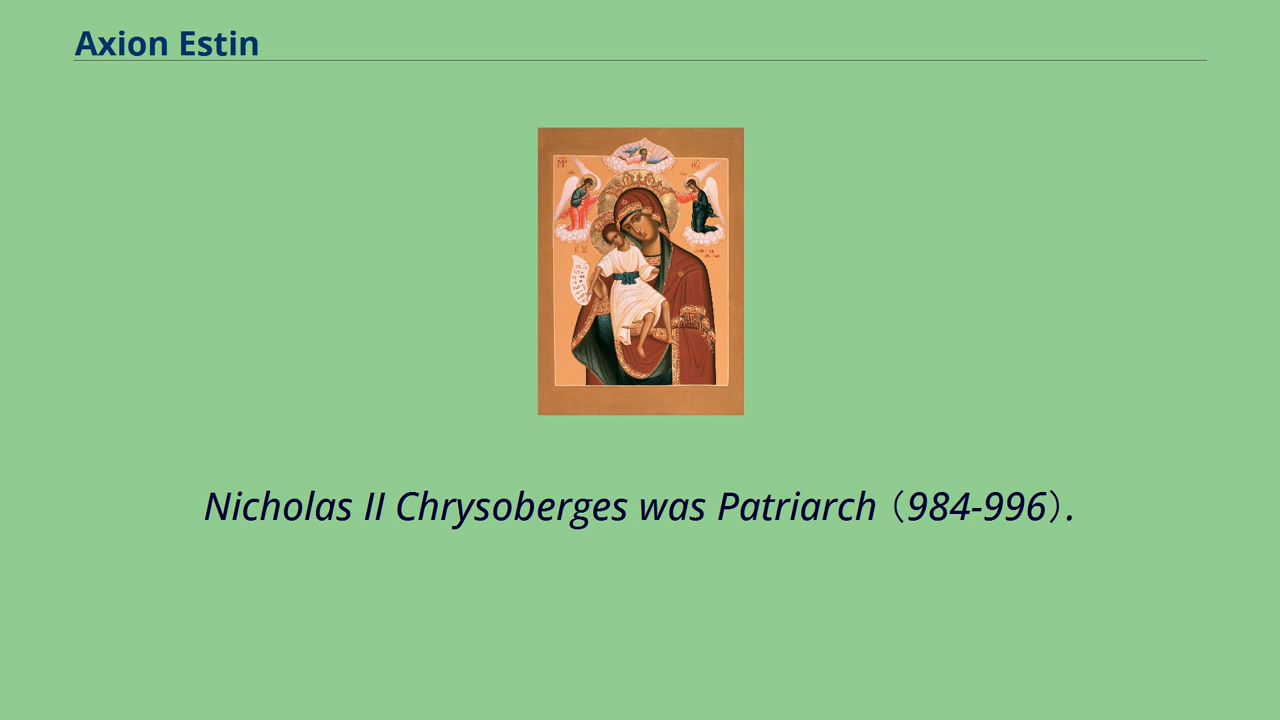 Axion Estin
Nicholas II Chrysoberges was Patriarch（984-996）.